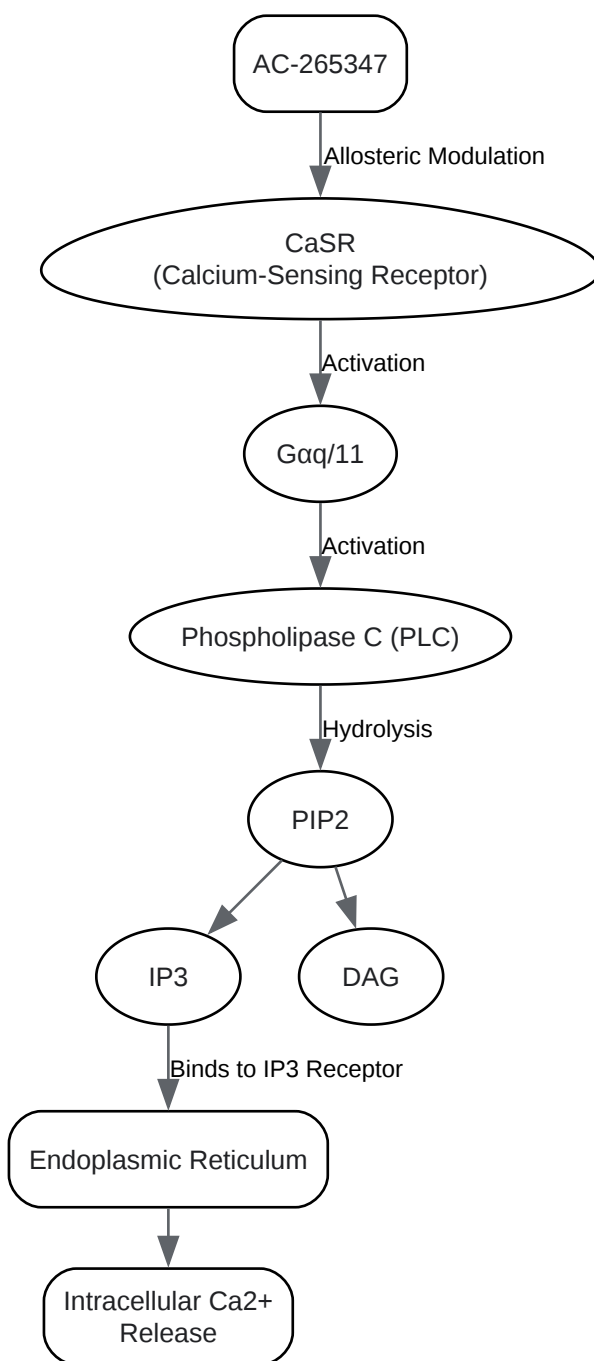 AC-265347
Allosteric Modulation
CaSR
(Calcium-Sensing Receptor)
Activation
Gαq/11
Activation
Phospholipase C (PLC)
Hydrolysis
PIP2
IP3
DAG
Binds to IP3 Receptor
Endoplasmic Reticulum
Intracellular Ca2+
Release